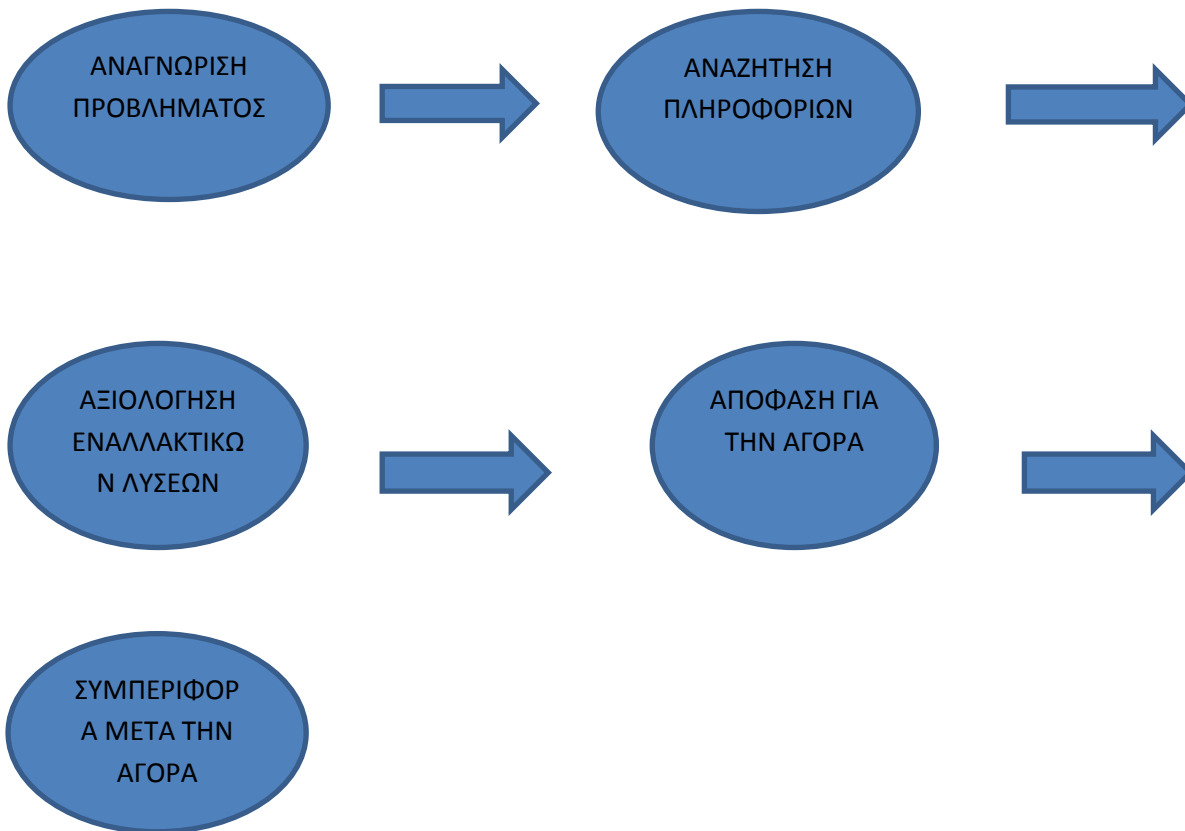 ΑΝΑΓΝΩΡΙΣΗ
ΠΡΟΒΛΗΜΑΤΟΣ
ΑΝΑΖΗΤΗΣΗ
ΠΛΗΡΟΦΟΡΙΩΝ
ΑΞΙΟΛΟΓΗΣΗ
ΕΝΑΛΛΑΚΤΙΚΩ
Ν ΛΥΣΕΩΝ
ΑΠΟΦΑΣΗ ΓΙΑ
ΤΗΝ ΑΓΟΡΑ
ΣΥΜΠΕΡΙΦΟΡ
Α ΜΕΤΑ ΤΗΝ
ΑΓΟΡΑ